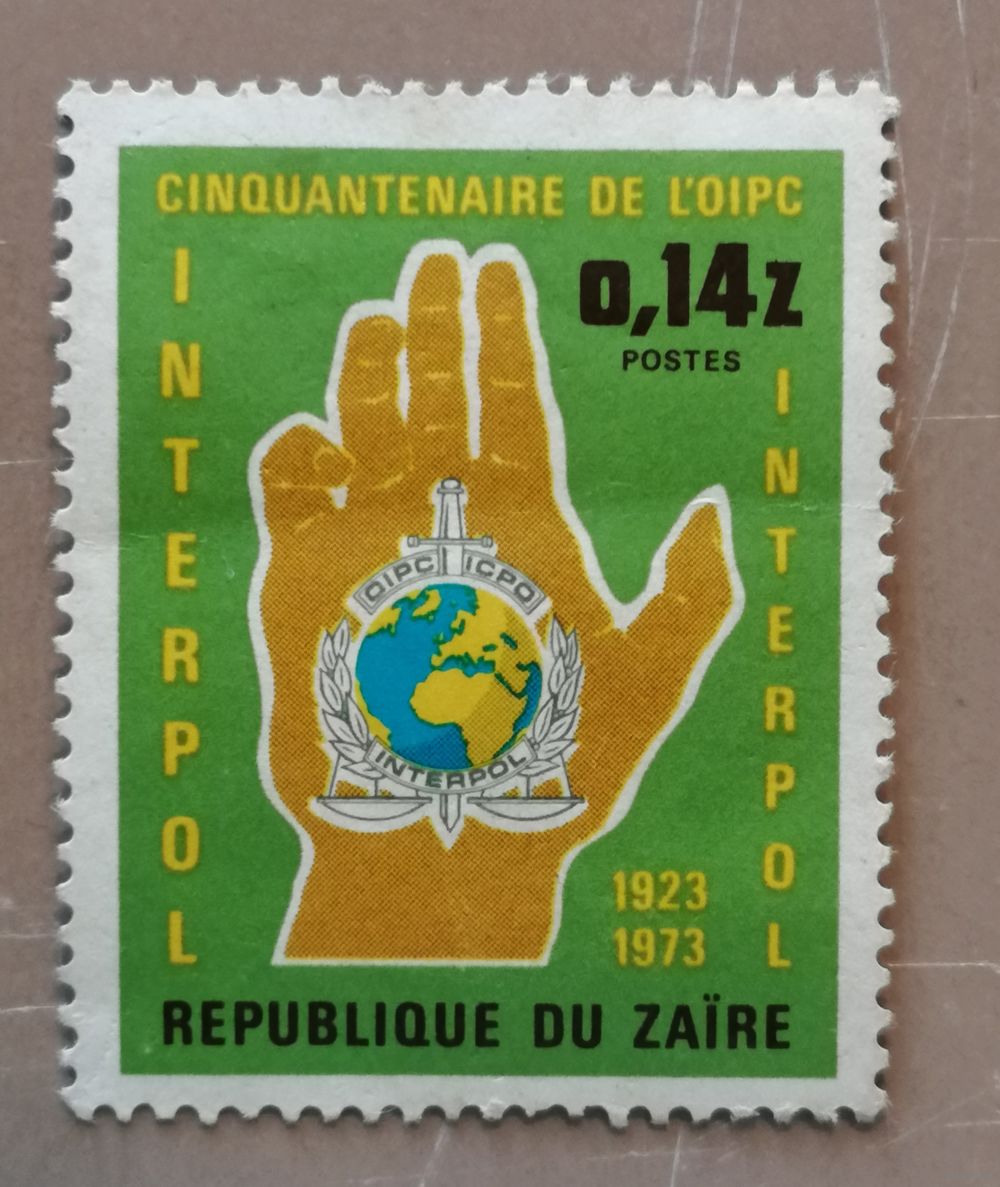 CINQUANTENAIRE DE L'OIPC
INTERPOL
0,14Z
POSTES
INTERPOL
OIPC ICPO
INTERPOL
1923
1973
REPUBLIQUE DU ZAÏRE